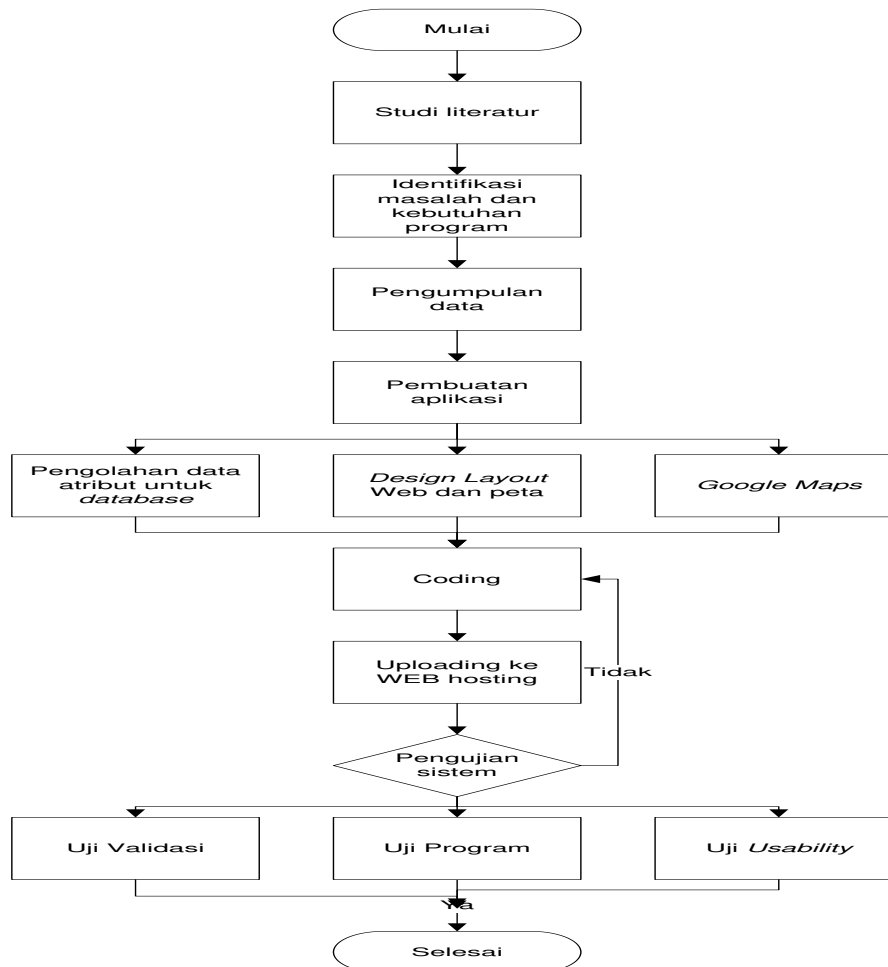 Mulai
Studi literatur
Identifikasi
masalah dan
kebutuhan
program
Pengumpulan
data
Pembuatan
aplikasi
Pengolahan data
atribut untuk
database
Design Layout
Web dan peta
Google Maps
Coding
Uploading ke
WEB hosting
Tidak
Pengujian
sistem
Uji Validasi
Uji Program
Uji Usability
Ya
Selesai